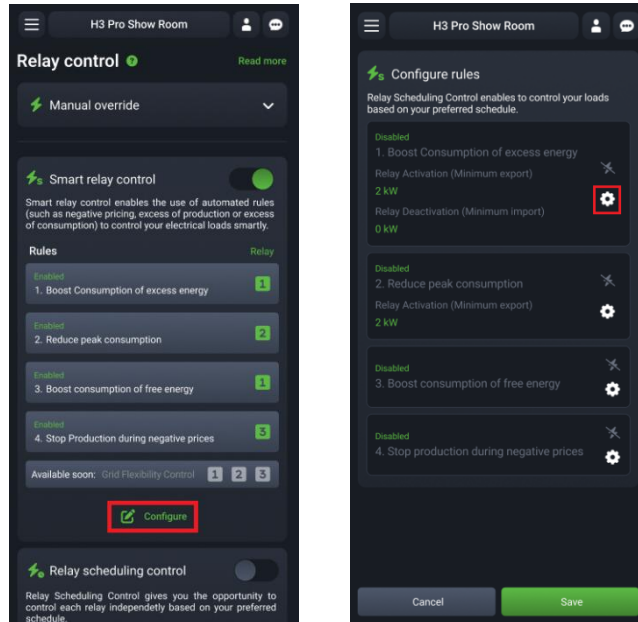 H3 Pro Show Room
Relay control
Read more
Manual override
Smart relay control
Smart relay control enables the use of automated rules
(such as negative pricing, excess of production or excess
of consumption) to control your electrical loads smartly.
Rules Relay
Enabled
1. Boost Consumption of excess energy 1
Enabled
2. Reduce peak consumption 2
Enabled
3. Boost consumption of free energy 1
Enabled
4. Stop Production during negative prices 3
Available soon: Grid Flexibility Control 1 2 3
Configure
Relay scheduling control
Relay Scheduling Control gives you the opportunity to
control each relay independetly based on your preferred
schedule.
H3 Pro Show Room
Configure rules
Relay Scheduling Control enables to control your loads
based on your preferred schedule.
Disabled
1. Boost Consumption of excess energy
Relay Activation (Minimum export)
2 kW
Relay Deactivation (Minimum import)
0 kW
Disabled
2. Reduce peak consumption
Relay Activation (Minimum export)
2 kW
Disabled
3. Boost consumption of free energy
Disabled
4. Stop production during negative prices
Cancel
Save